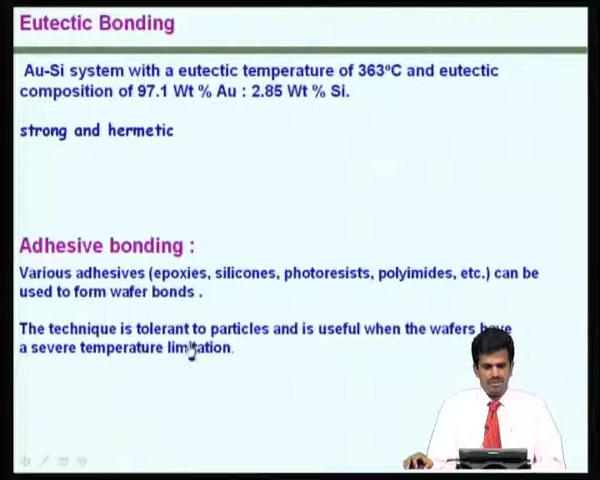 Eutectic Bonding
Au-Si system with a eutectic temperature of 363ºC and eutectic
composition of 97.1 Wt % Au : 2.85 Wt % Si.
strong and hermetic
Adhesive bonding :
Various adhesives (epoxies, silicones, photoresists, polyimides, etc.) can be
used to form wafer bonds .
The technique is tolerant to particles and is useful when the wafers have
a severe temperature limitation.